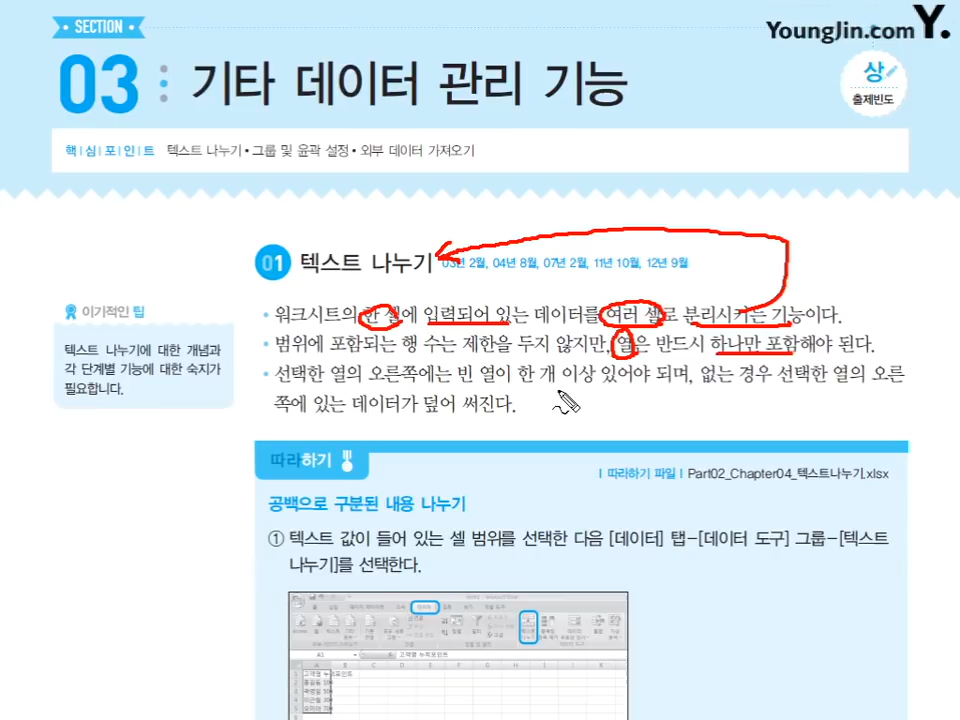 SECTION
YoungJin.com Y.
03 기타 데이터 관리 기능
상
출제빈도
핵심포인트 텍스트 나누기 • 그룹 및 윤곽 설정 • 외부 데이터 가져오기
01 텍스트 나누기 03년 2월, 04년 8월, 07년 2월, 11년 10월, 12년 9월
이기적인 팁
텍스트 나누기에 대한 개념과
각 단계별 기능에 대한 숙지가
필요합니다.
• 워크시트의 한 셀에 입력되어 있는 데이터를 여러 셀로 분리시키는 기능이다.
• 범위에 포함되는 행 수는 제한을 두지 않지만, 열은 반드시 하나만 포함해야 된다.
• 선택한 열의 오른쪽에는 빈 열이 한 개 이상 있어야 되며, 없는 경우 선택한 열의 오른
쪽에 있는 데이터가 덮어 써진다.
따라하기
| 따라하기 파일 | Part02_Chapter04_텍스트나누기.xlsx
공백으로 구분된 내용 나누기
① 텍스트 값이 들어 있는 셀 범위를 선택한 다음 [데이터] 탭-[데이터 도구] 그룹-[텍스트
나누기]를 선택한다.